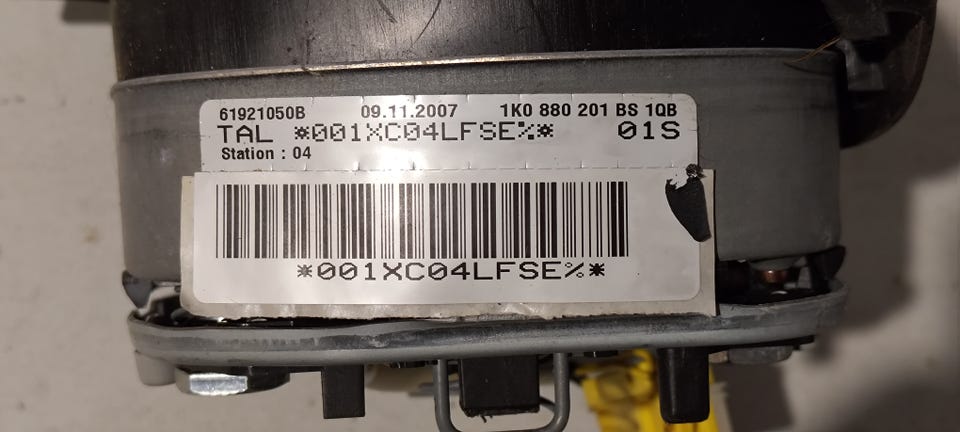 61921050B 09.11.2007 1K0 880 201 BS 1QB
TAL *001XC04LFSE%* 01S
Station : 04
*001XC04LFSE%*